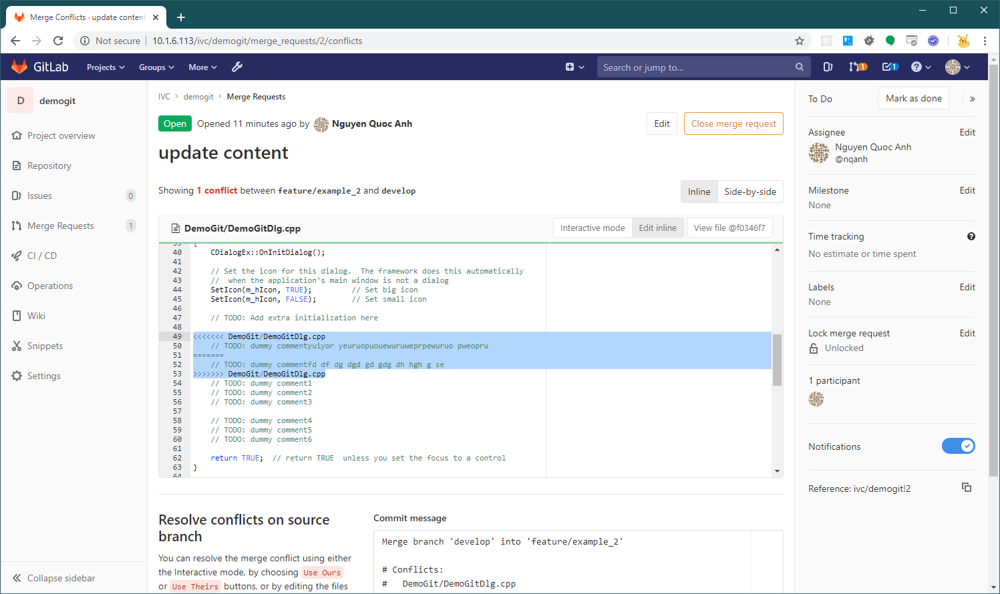 Merge Conflicts · update content
Not secure
10.1.6.113/ivc/demogit/merge_requests/2/conflicts
GitLab
Projects
Groups
More
Search or jump to...
1
1
D
demogit
Project overview
Repository
Issues
0
Merge Requests
1
CI / CD
Operations
Wiki
Snippets
Settings
Collapse sidebar
IVC > demogit > Merge Requests
Open Opened 11 minutes ago by Nguyen Quoc Anh
Edit
Close merge request
update content
Showing 1 conflict between feature/example_2 and develop
Inline
Side-by-side
DemoGit/DemoGitDlg.cpp
Interactive mode
Edit inline
View file @f0346f7
40 CDialogEx::OnInitDialog();
41
42 // Set the icon for this dialog.  The framework does this automatically
43 //  when the application's main window is not a dialog
44 SetIcon(m_hIcon, TRUE);         // Set big icon
45 SetIcon(m_hIcon, FALSE);        // Set small icon
46
47 // TODO: Add extra initialization here
48
49 <<<<<<< DemoGit/DemoGitDlg.cpp
50 // TODO: dummy commentyuiyor yeuruopuouewuruweprpewuruo pweopru
51 =======
52 // TODO: dummy commentfd df dg dgd gd gdg dh hgh g se
53 >>>>>>> DemoGit/DemoGitDlg.cpp
54 // TODO: dummy comment1
55 // TODO: dummy comment2
56 // TODO: dummy comment3
57
58 // TODO: dummy comment4
59 // TODO: dummy comment5
60 // TODO: dummy comment6
61
62 return TRUE;  // return TRUE  unless you set the focus to a control
63 }
64
Resolve conflicts on source
branch
You can resolve the merge conflict using either
the Interactive mode, by choosing Use Ours
or Use Theirs buttons, or by editing the files
Commit message
Merge branch 'develop' into 'feature/example_2'
# Conflicts:
#   DemoGit/DemoGitDlg.cpp
To Do
Mark as done
»
Assignee
Edit
Nguyen Quoc Anh
@nqanh
Milestone
Edit
None
Time tracking
No estimate or time spent
Labels
Edit
None
Lock merge request
Edit
Unlocked
1 participant
Notifications
Reference: ivc/demogit!2